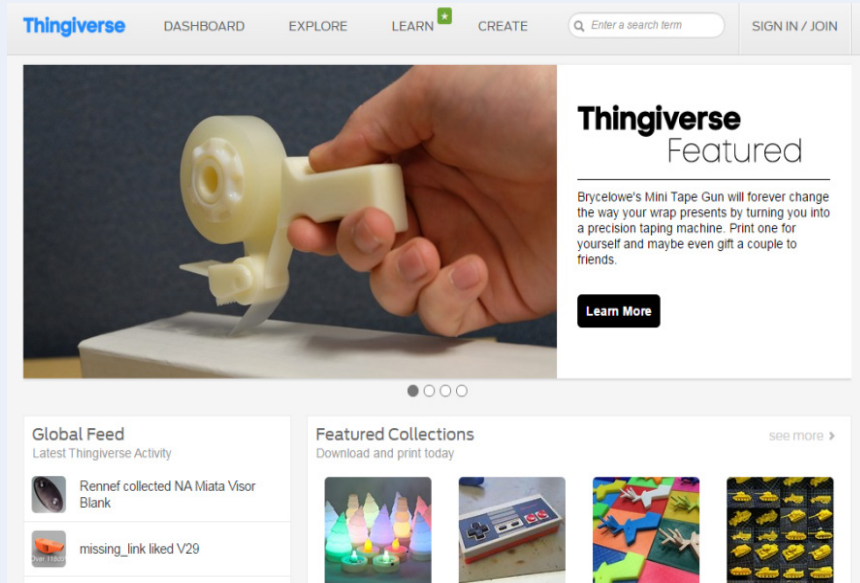 Thingiverse
DASHBOARD
EXPLORE
LEARN
CREATE
Enter a search term
SIGN IN / JOIN
Thingiverse
Featured
Brycelowe's Mini Tape Gun will forever change
the way your wrap presents by turning you into
a precision taping machine. Print one for
yourself and maybe even gift a couple to
friends.
Learn More
Global Feed
Latest Thingiverse Activity
Rennef collected NA Miata Visor
Blank
missing_link liked V29
Featured Collections
see more
Download and print today